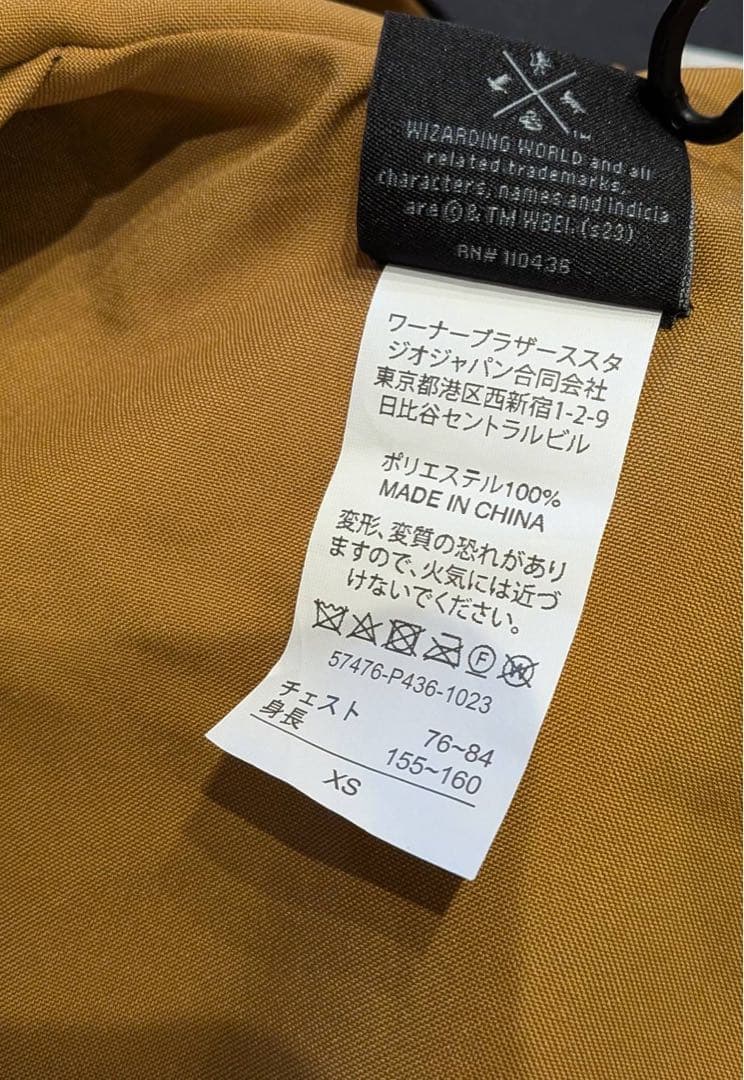 WIZARDING WORLD and all
related trademarks,
characters, names and indicia
are © & TM WBEI. (s23)
RN# 110436
ワーナーブラザーススタ
ジオジャパン合同会社
東京都港区西新宿1-2-9
日比谷セントラルビル
ポリエステル100%
MADE IN CHINA
変形、変質の恐れがあり
ますので、火気には近づ
けないでください。
F W
57476-P436-1023
チェスト 76~84
身長 155~160
XS